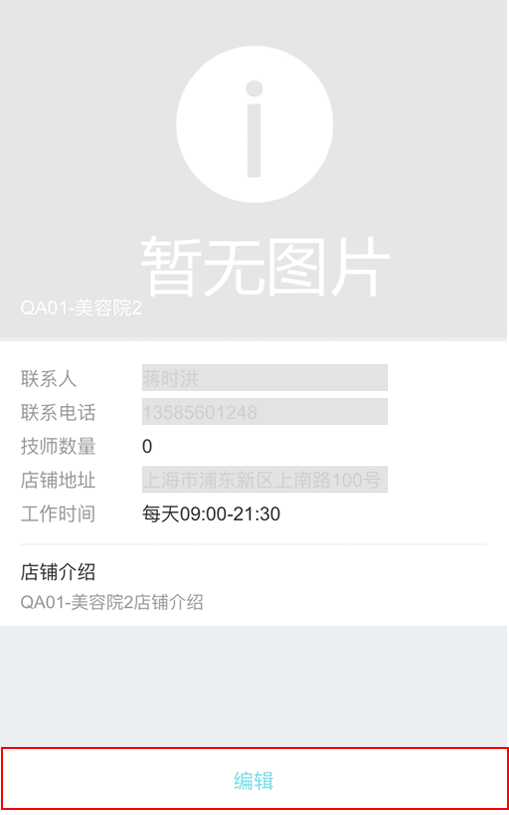 暂无图片
QA01-美容院2
联系人 蒋时洪
联系电话 13585601248
技师数量 0
店铺地址 上海市浦东新区上南路100号
工作时间 每天09:00-21:30
店铺介绍
QA01-美容院2店铺介绍
编辑